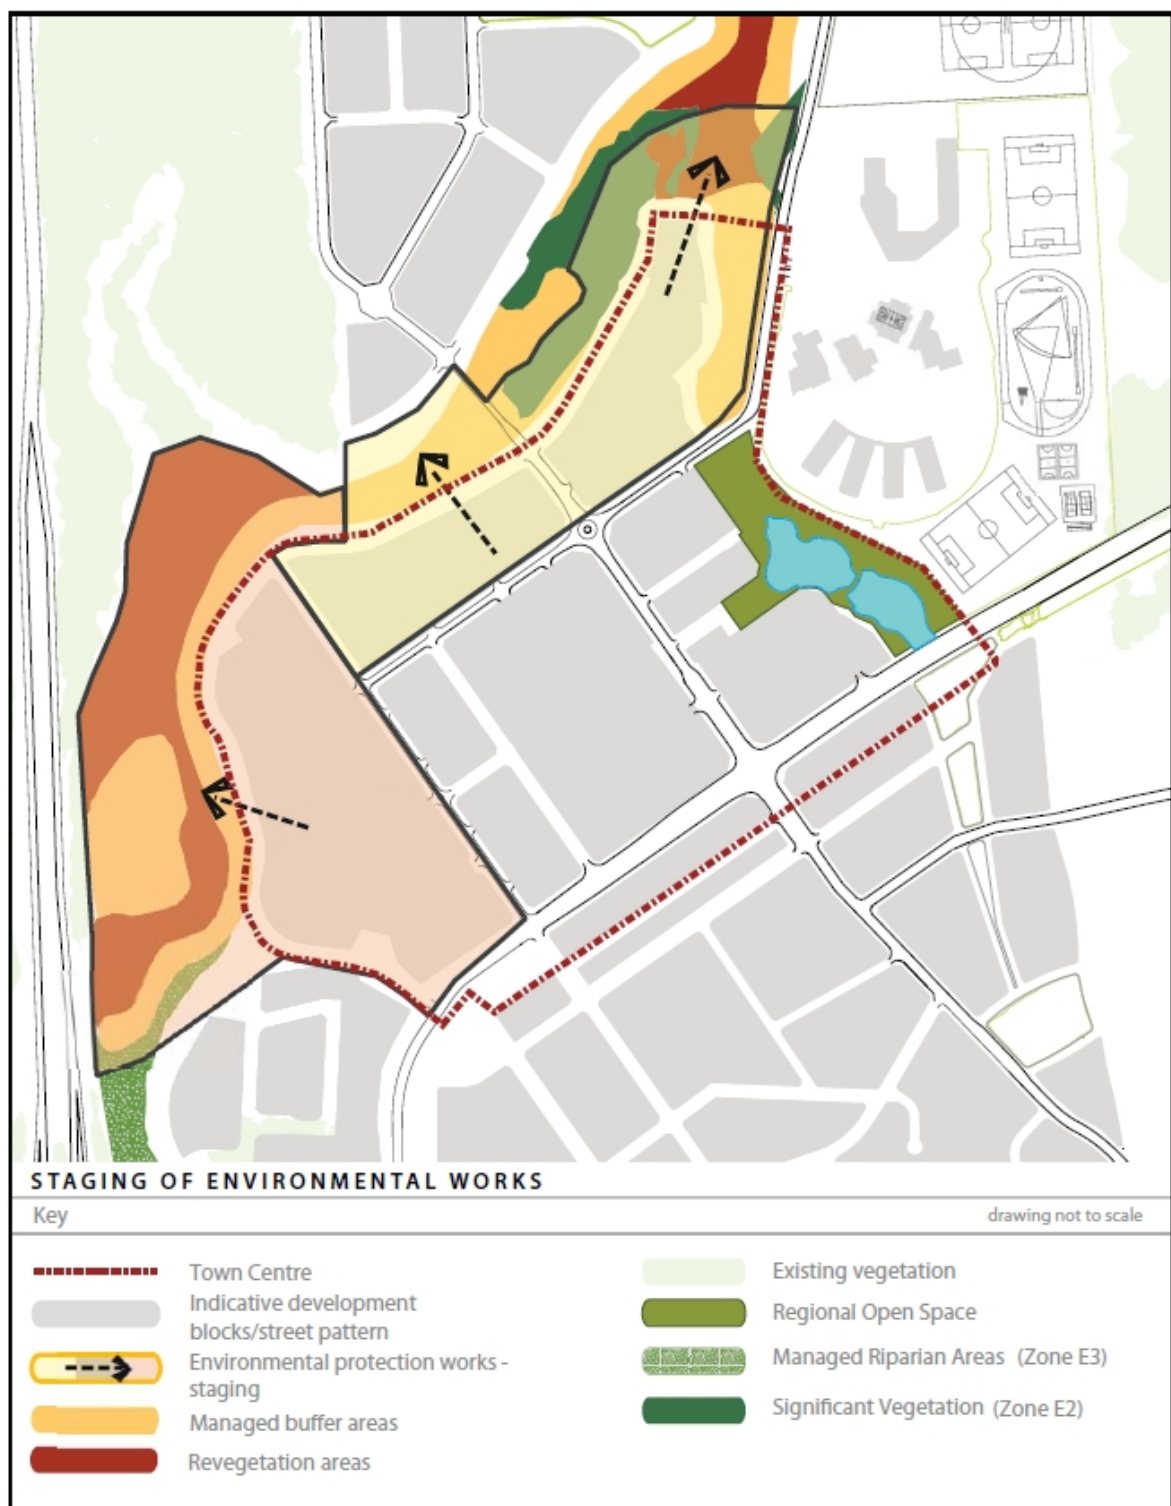 STAGING OF ENVIRONMENTAL WORKS
Key
drawing not to scale
Town Centre
Indicative development
blocks/street pattern
Environmental protection works -
staging
Managed buffer areas
Revegetation areas
Existing vegetation
Regional Open Space
Managed Riparian Areas (Zone E3)
Significant Vegetation (Zone E2)